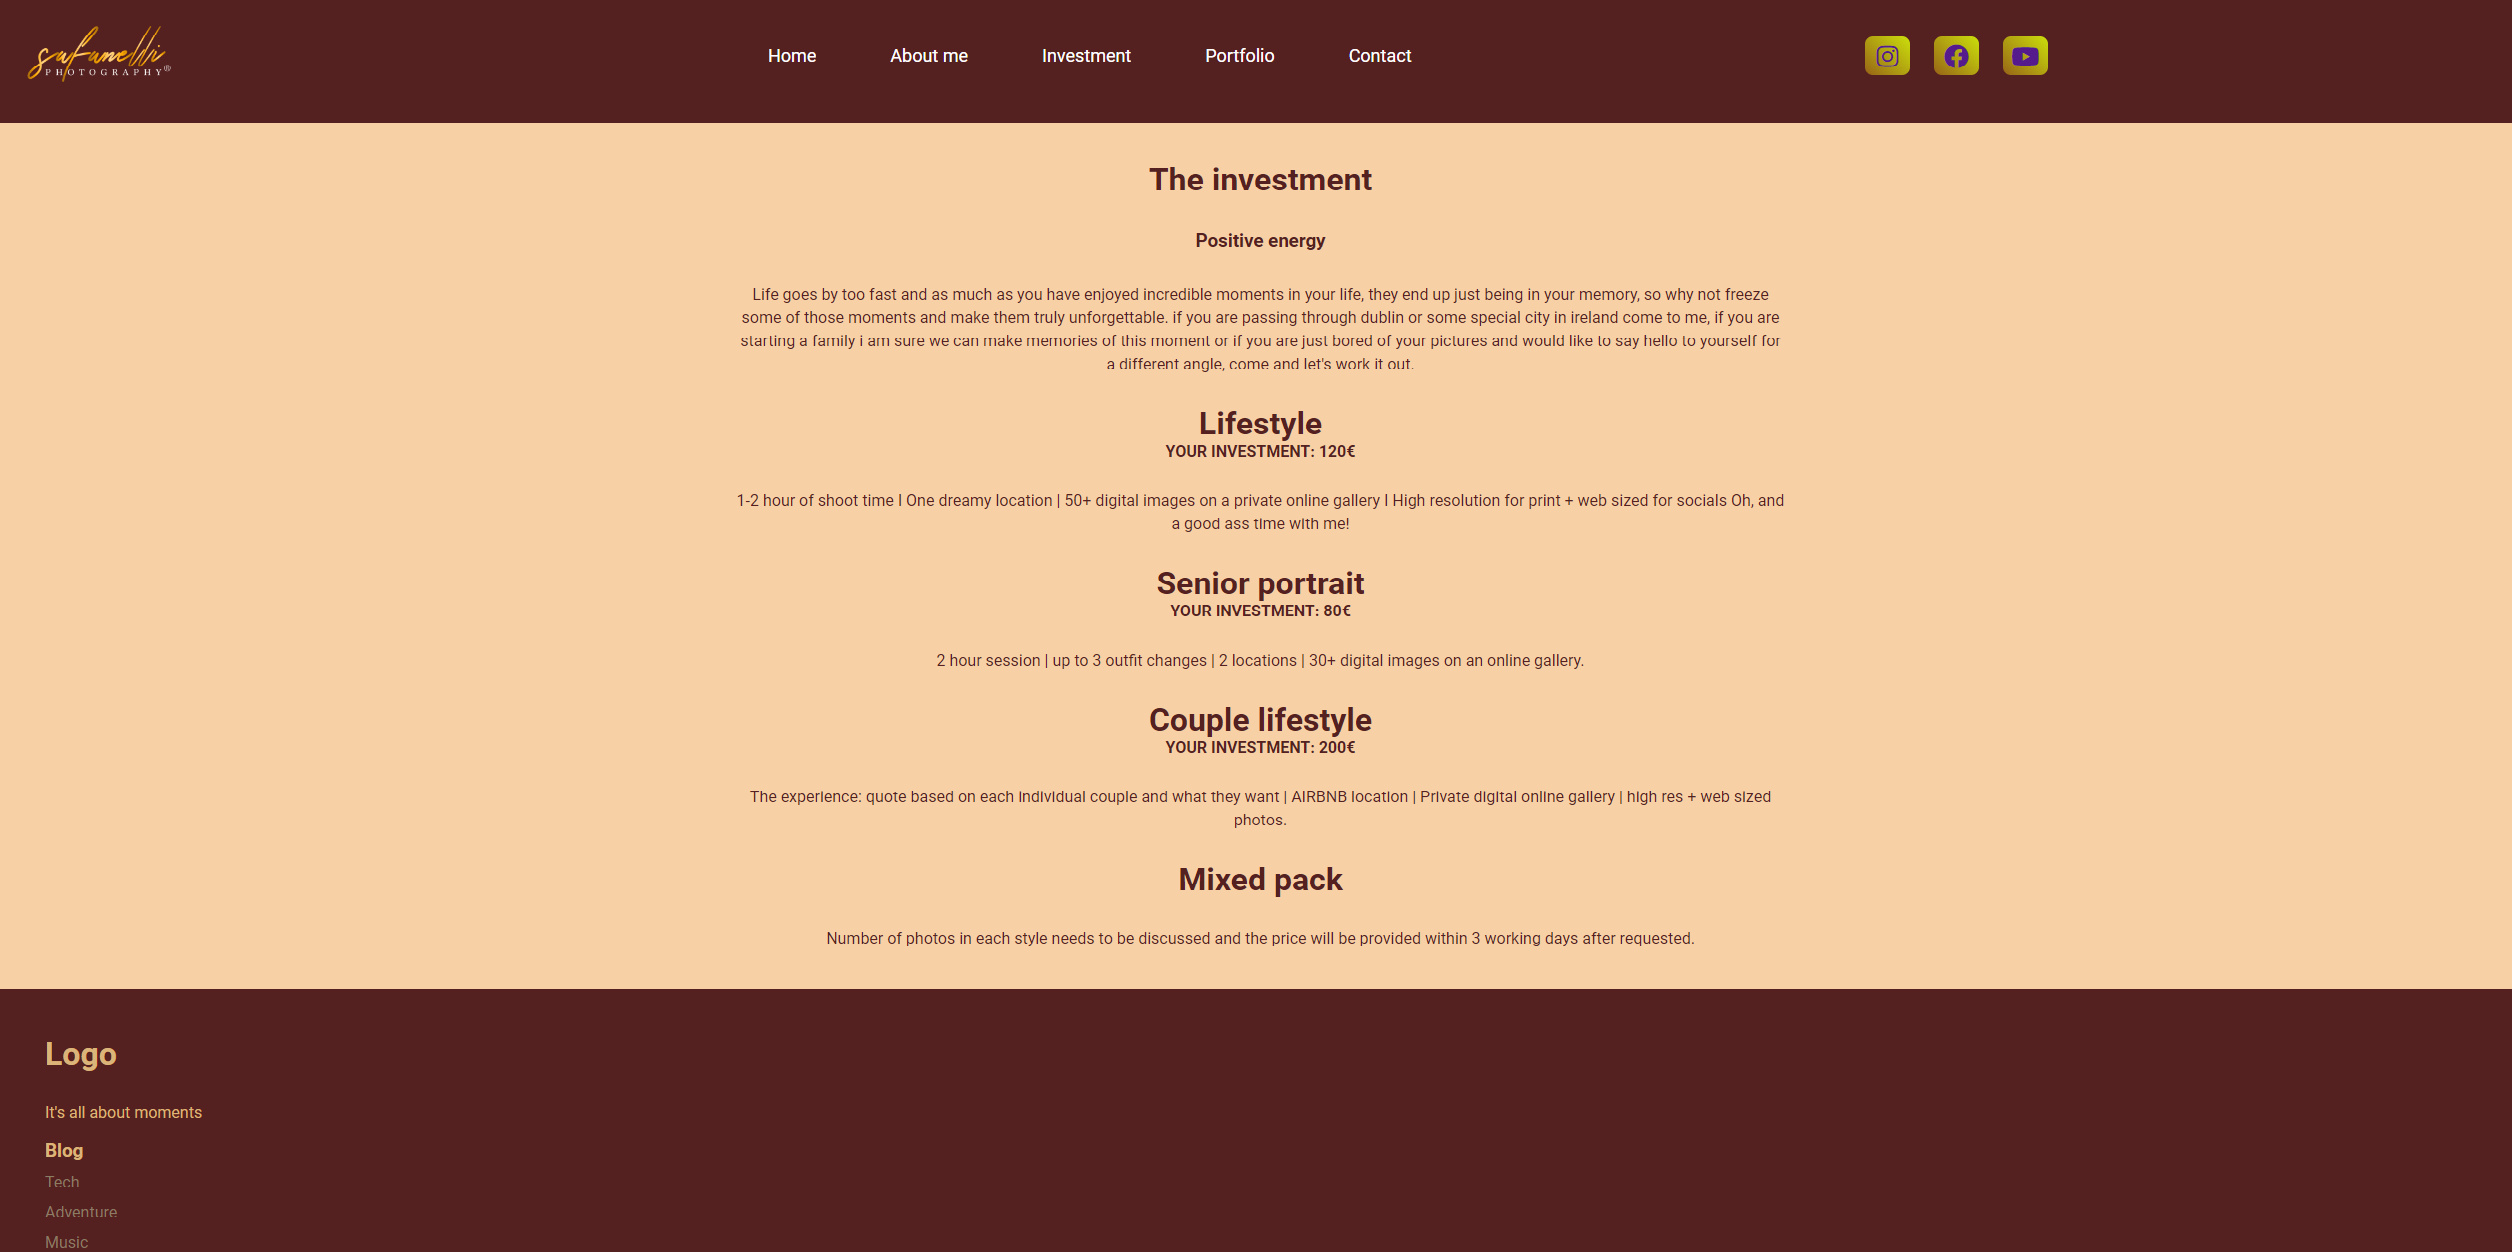 safanelli
PHOTOGRAPHY®
Home About me Investment Portfolio Contact
The investment
Positive energy
Life goes by too fast and as much as you have enjoyed incredible moments in your life, they end up just being in your memory, so why not freeze
some of those moments and make them truly unforgettable. if you are passing through dublin or some special city in ireland come to me, if you are
starting a family i am sure we can make memories of this moment or if you are just bored of your pictures and would like to say hello to yourself for
a different angle, come and let's work it out.
Lifestyle
YOUR INVESTMENT: 120€
1-2 hour of shoot time I One dreamy location | 50+ digital images on a private online gallery I High resolution for print + web sized for socials Oh, and
a good ass time with me!
Senior portrait
YOUR INVESTMENT: 80€
2 hour session | up to 3 outfit changes | 2 locations | 30+ digital images on an online gallery.
Couple lifestyle
YOUR INVESTMENT: 200€
The experience: quote based on each individual couple and what they want | AIRBNB location | Private digital online gallery | high res + web sized
photos.
Mixed pack
Number of photos in each style needs to be discussed and the price will be provided within 3 working days after requested.
Logo
It's all about moments
Blog
Tech
Adventure
Music